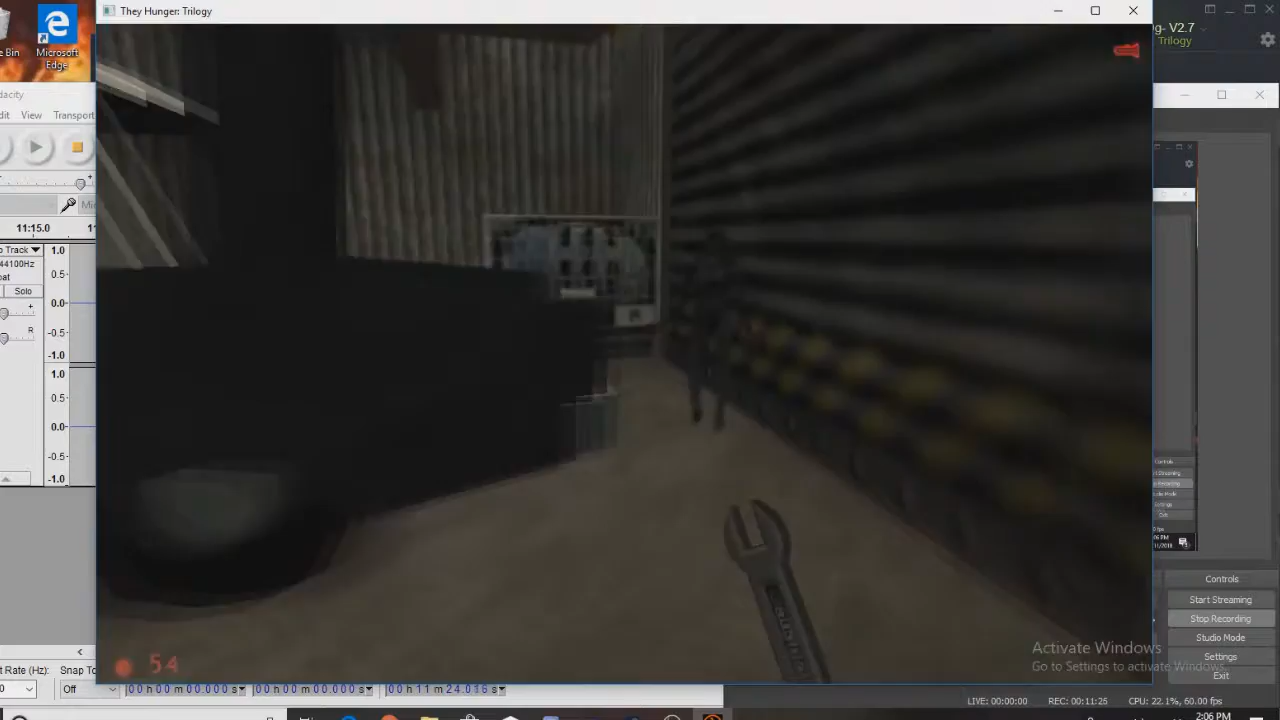 They Hunger: Trilogy
e Bin
Microsoft
Edge
g- V2.7
Trilogy
dacity
dit View Transport
11:15.0
o Track
1.0
44100Hz
oat
0.5
Solo
0.0
-0.5
R
-1.0
1.0
0.5
0.0
-0.5
-1.0
54
Activate Windows
Go to Settings to activate Windows.
Controls
Start Streaming
Stop Recording
Studio Mode
Settings
Exit
t Rate (Hz): Snap To
0
Off
00 h 00 m 00.000 s
00 h 00 m 00.000 s
00 h 11 m 24.016 s
LIVE: 00:00:00 REC: 00:11:25 CPU: 22.1%, 60.00 fps
2:06 PM